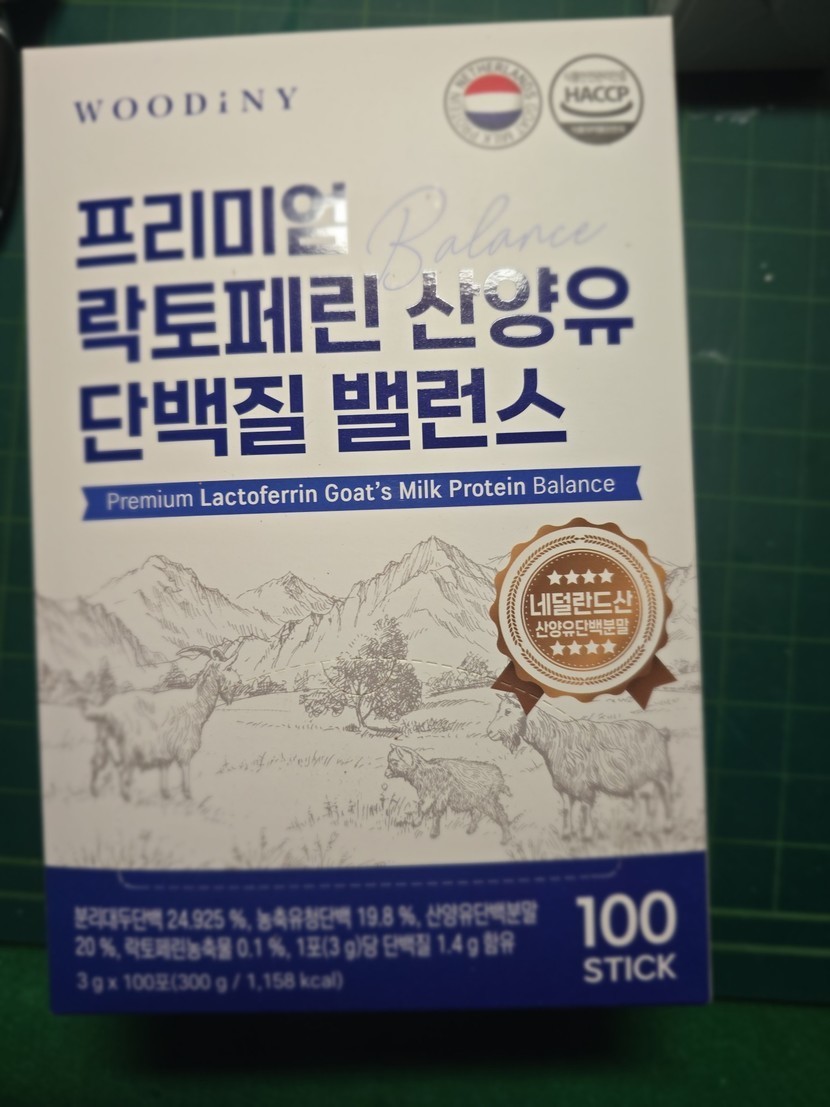 WOODiNY
NETHERLANDS GOAT MILK PROTEIN
HACCP
프리미엄
Balance
락토페린 산양유
단백질 밸런스
Premium Lactoferrin Goat's Milk Protein Balance
네덜란드산
산양유단백분말
분리대두단백 24.925 %, 농축유청단백 19.8 %, 산양유단백분말
20 %, 락토페린농축물 0.1 %, 1포(3 g)당 단백질 1.4 g 함유
3 g x 100포(300 g / 1,158 kcal)
100
STICK